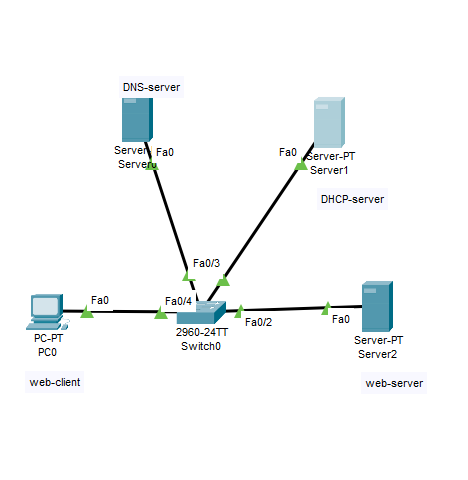 DNS-server
Server
Fa0
Fa0
Server-PT
Server1
DHCP-server
Fa0/3
Fa0
Fa0/4
2960-24TT
Switch0
Fa0/2
Fa0
PC-PT
PC0
Server-PT
Server2
web-client
web-server